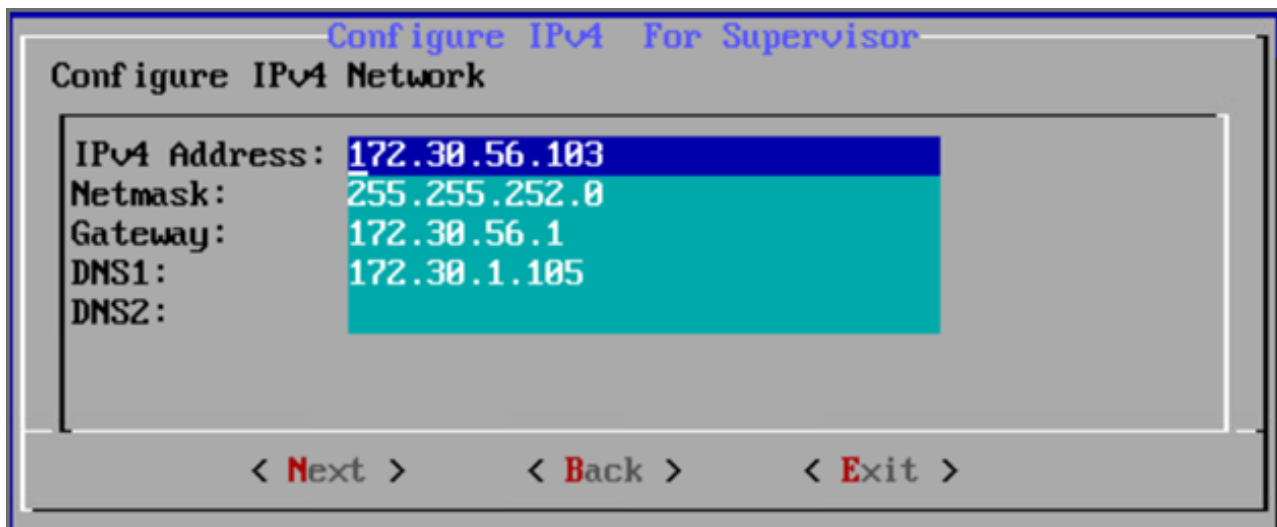 Configure IPv4 For Supervisor
Configure IPv4 Network
IPv4 Address: 172.30.56.103
Netmask: 255.255.252.0
Gateway: 172.30.56.1
DNS1: 172.30.1.105
DNS2:
< Next > < Back > < Exit >